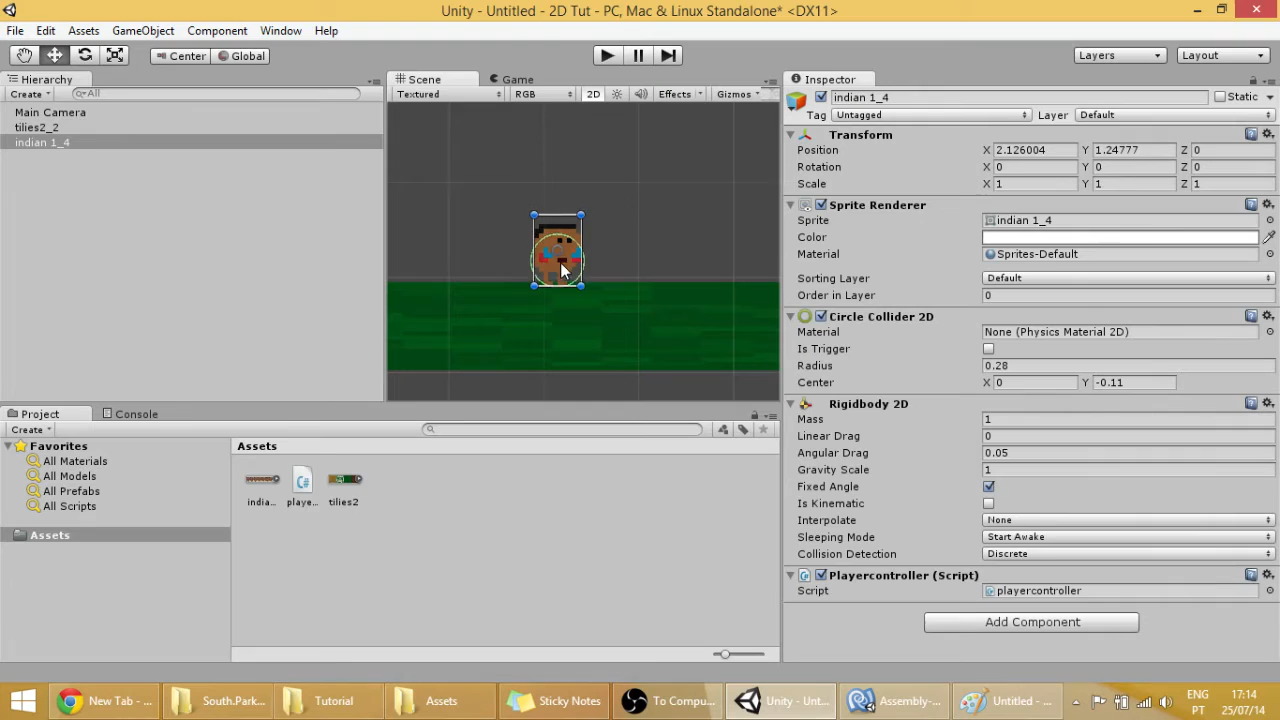 Unity - Untitled - 2D Tut - PC, Mac & Linux Standalone* <DX11>
File Edit Assets GameObject Component Window Help
Center Global Layers Layout
Hierarchy
Create All
Main Camera
tilies2_2
indian 1_4
Scene Game
Textured RGB 2D Effects Gizmos
Inspector
indian 1_4 Static
Tag Untagged Layer Default
Transform
Position X 2.126004 Y 1.24777 Z 0
Rotation X 0 Y 0 Z 0
Scale X 1 Y 1 Z 1
Sprite Renderer
Sprite indian 1_4
Color
Material Sprites-Default
Sorting Layer Default
Order in Layer 0
Circle Collider 2D
Material None (Physics Material 2D)
Is Trigger
Radius 0.28
Center X 0 Y -0.11
Rigidbody 2D
Mass 1
Linear Drag 0
Angular Drag 0.05
Gravity Scale 1
Fixed Angle
Is Kinematic
Interpolate None
Sleeping Mode Start Awake
Collision Detection Discrete
Playercontroller (Script)
Script playercontroller
Add Component
Project Console
Create
Favorites
All Materials
All Models
All Prefabs
All Scripts
Assets
Assets
india... playe... tilies2
New Tab - ... South.Park... Tutorial Assets Sticky Notes To Compu... Unity - Unt... Assembly-... Untitled - ...
ENG 17:14
PT 25/07/14